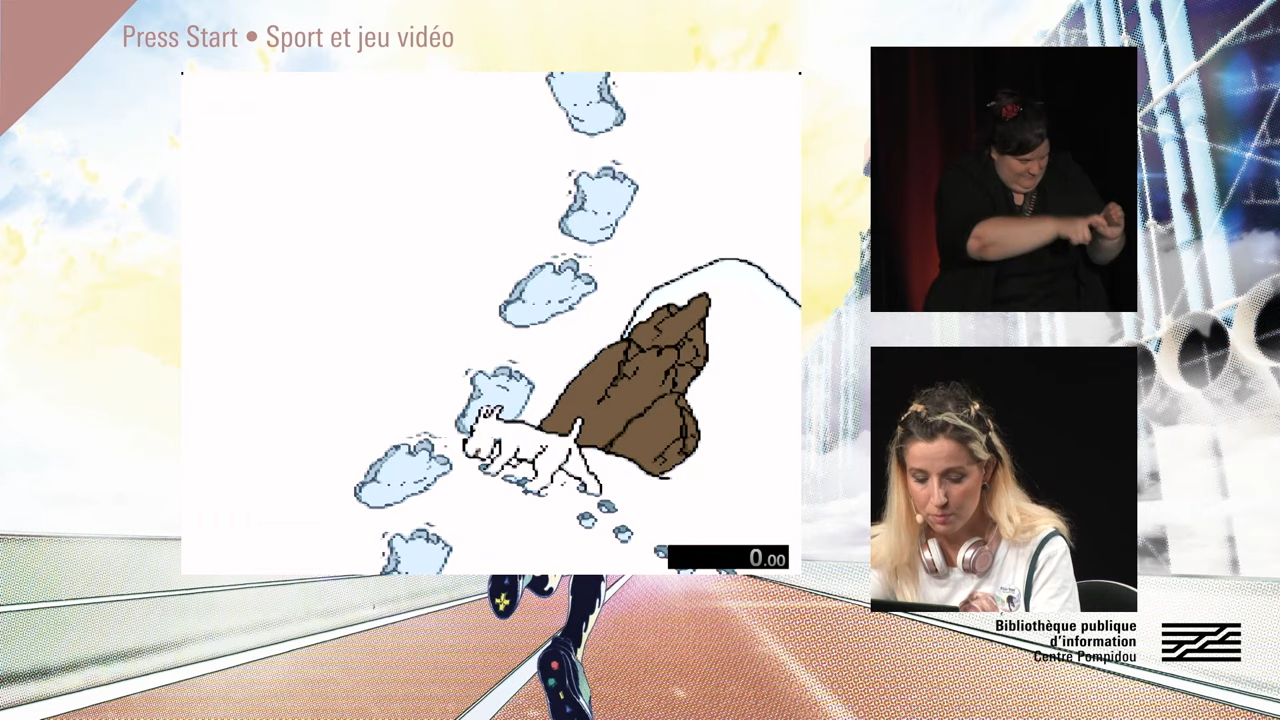 Press Start • Sport et jeu vidéo
0.00
Bibliothèque publique
d’information
Centre Pompidou